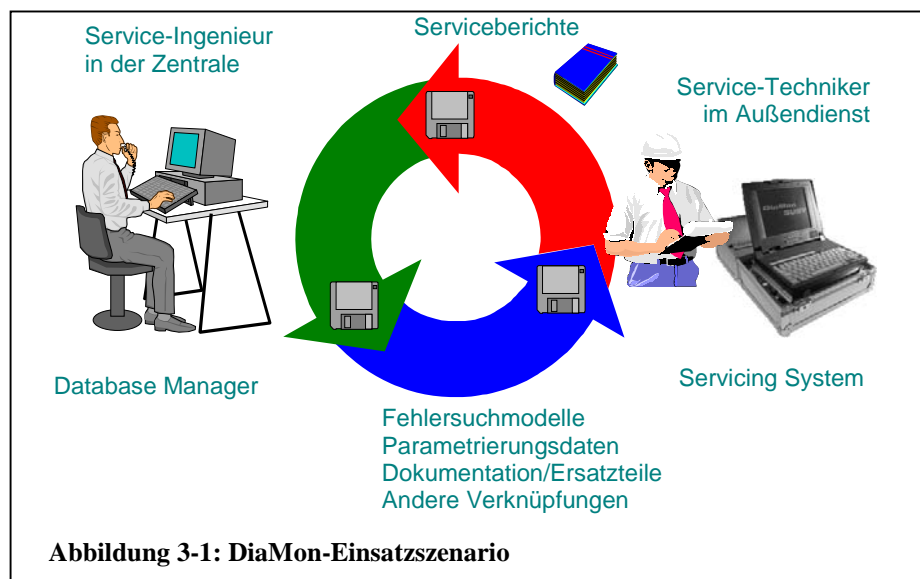 Service-Ingenieur
in der Zentrale
Serviceberichte
Service-Techniker
im Außendienst
Database Manager
Servicing System
Fehlersuchmodelle
Parametrierungsdaten
Dokumentation/Ersatzteile
Andere Verknüpfungen
Abbildung 3-1: DiaMon-Einsatzszenario